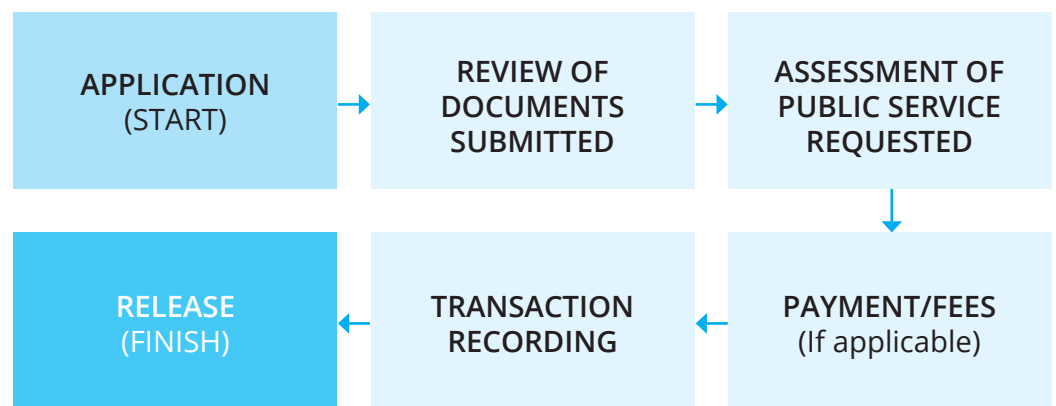 APPLICATION
(START)
REVIEW OF
DOCUMENTS
SUBMITTED
ASSESSMENT OF
PUBLIC SERVICE
REQUESTED
PAYMENT/FEES
(If applicable)
TRANSACTION
RECORDING
RELEASE
(FINISH)